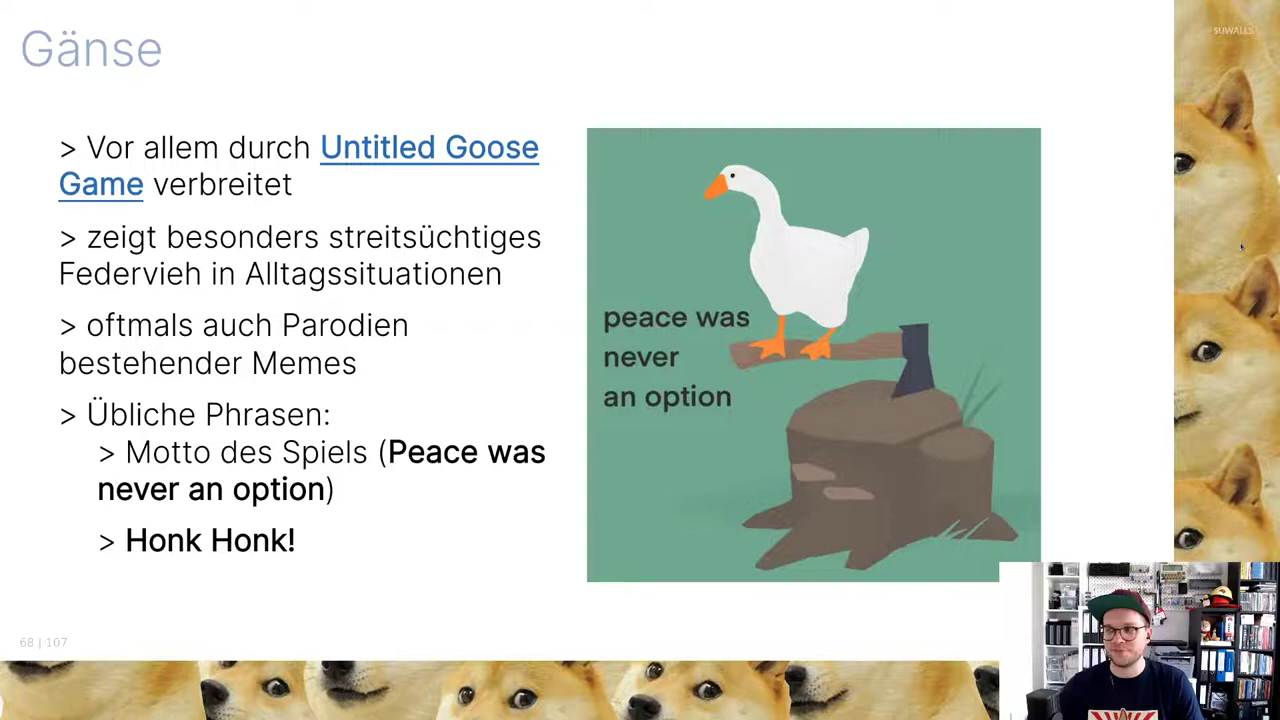 Gänse
SUWALLS
> Vor allem durch Untitled Goose
Game verbreitet
> zeigt besonders streitsüchtiges
Federvieh in Alltagssituationen
> oftmals auch Parodien
bestehender Memes
> Übliche Phrasen:
> Motto des Spiels (Peace was
never an option)
> Honk Honk!
peace was
never
an option
68 | 107